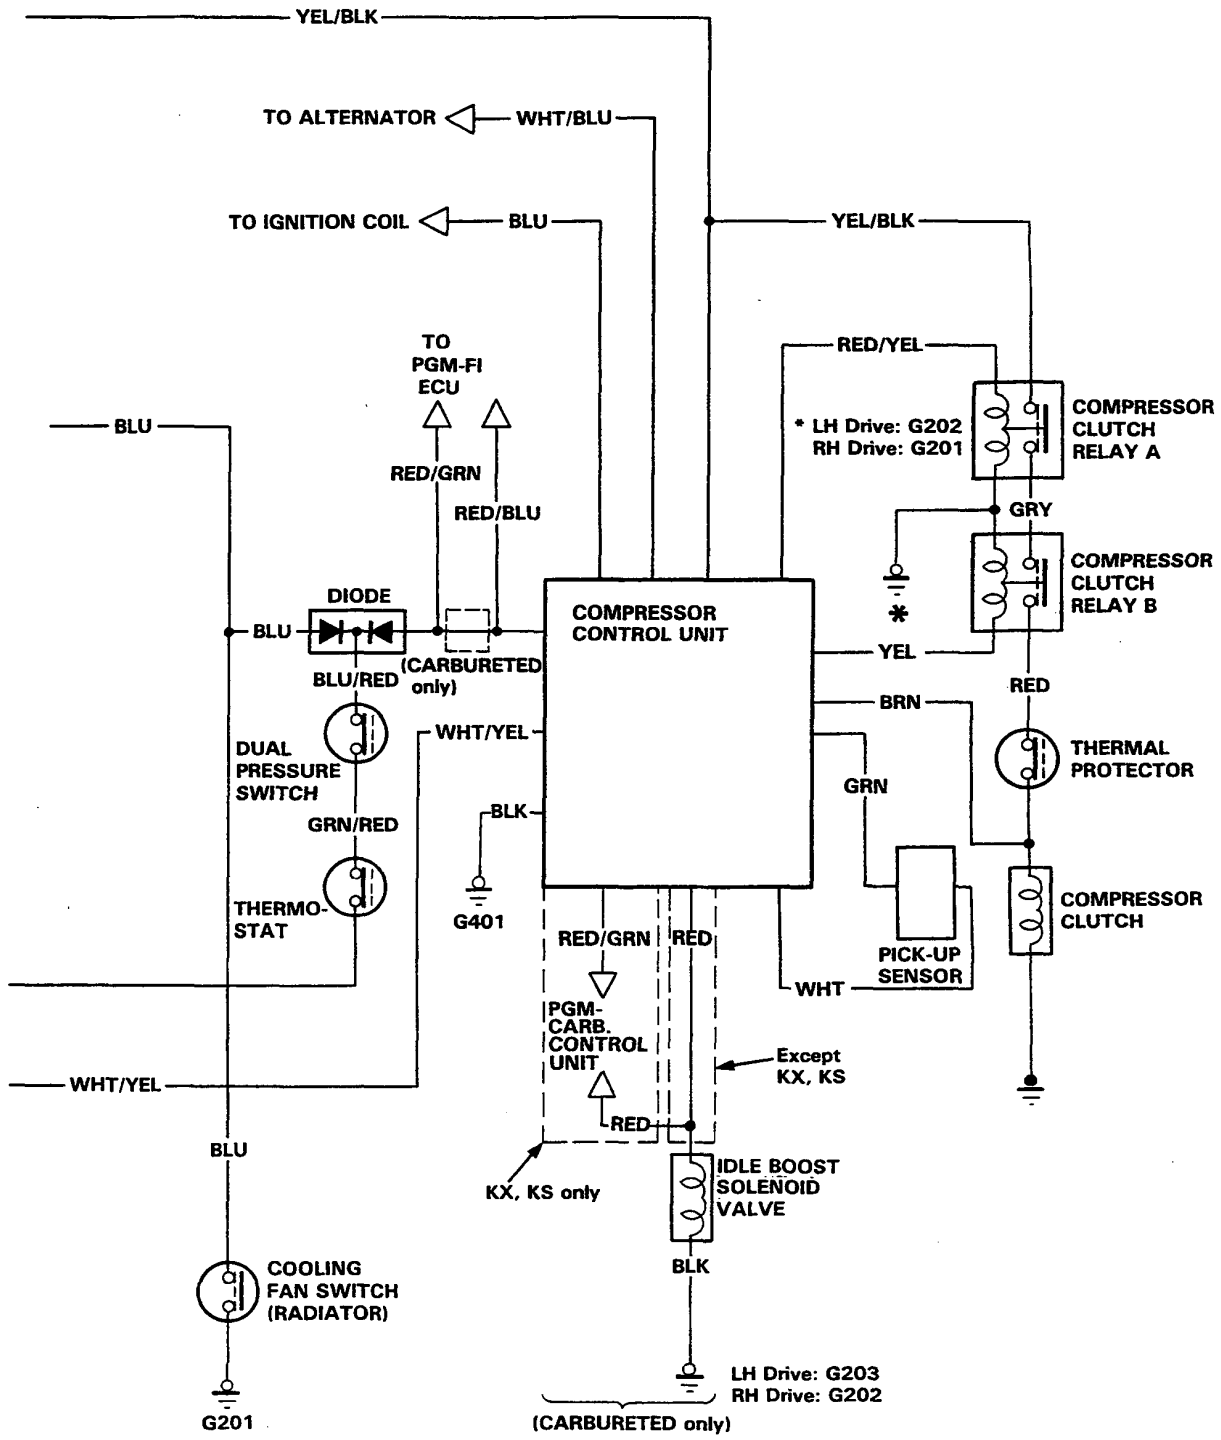 YEL/BLK
TO ALTERNATOR
WHT/BLU
TO IGNITION COIL
BLU
YEL/BLK
TO
PGM-FI
ECU
RED/YEL
COMPRESSOR
CLUTCH
RELAY A
* LH Drive: G202
RH Drive: G201
BLU
RED/GRN
RED/BLU
GRY
COMPRESSOR
CLUTCH
RELAY B
*
DIODE
COMPRESSOR
CONTROL UNIT
BLU
YEL
(CARBURETED
only)
BLU/RED
RED
BRN
WHT/YEL
DUAL
PRESSURE
SWITCH
THERMAL
PROTECTOR
GRN
BLK
GRN/RED
G401
THERMO-
STAT
COMPRESSOR
CLUTCH
RED/GRN
RED
PICK-UP
SENSOR
WHT
PGM-
CARB.
CONTROL
UNIT
Except
KX, KS
WHT/YEL
RED
BLU
KX, KS only
IDLE BOOST
SOLENOID
VALVE
BLK
COOLING
FAN SWITCH
(RADIATOR)
LH Drive: G203
RH Drive: G202
G201
(CARBURETED only)